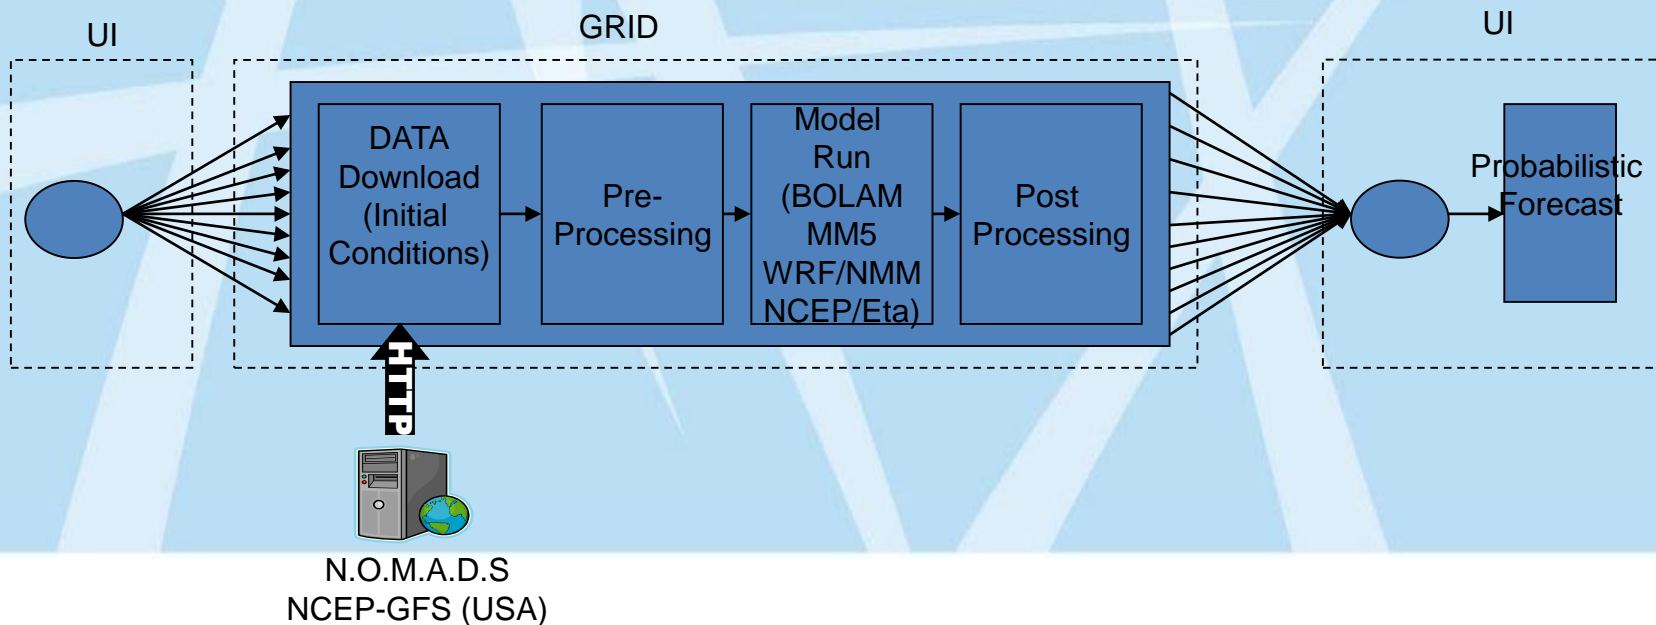 UI
GRID
UI
DATA
Download
(Initial
Conditions)
Pre-
Processing
Model
Run
(BOLAM
MM5
WRF/NMM
NCEP/Eta)
Post
Processing
Probabilistic
Forecast
HTTP
N.O.M.A.D.S
NCEP-GFS (USA)